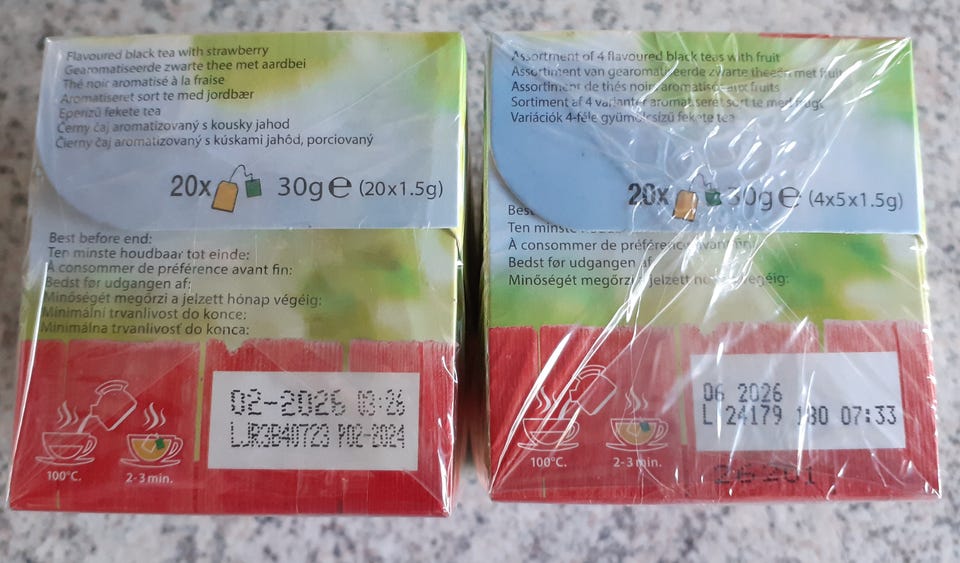 Flavoured black tea with strawberry
Gearomatiseerde zwarte thee met aardbei
Thé noir aromatisé à la fraise
Aromatiseret sort te med jordbær
Eperízű fekete tea
Černý čaj aromatizovaný s kousky jahod
Čierny čaj aromatizovaný s kúskami jahôd, porciovaný
20x 30g e (20x1.5g)
Best before end:
Ten minste houdbaar tot einde:
À consommer de préférence avant fin:
Bedst før udgangen af:
Minőségét megőrzi a jelzett hónap végéig:
Minimální trvanlivost do konce:
Minimálna trvanlivosť do konca:
02-2026 03:26
LJR3B40723 P02-2024
100°C. 2-3 min.
Assortment of 4 flavoured black teas with fruit
Assortiment van gearomatiseerde zwarte theeën met fruit
Assortiment de thés noirs aromatisés aux fruits
Sortiment af 4 varianter aromatiseret sort te med frugt
Variációk 4-féle gyümölcsízű fekete tea
20x 30g e (4x5x1.5g)
Bes
Ten minste
À consommer de préférence avant fin:
Bedst før udgangen af:
Minőségét megőrzi a jelzett hónap végéig:
06 2026
L 24179 180 07:33
100°C. 2-3 min.